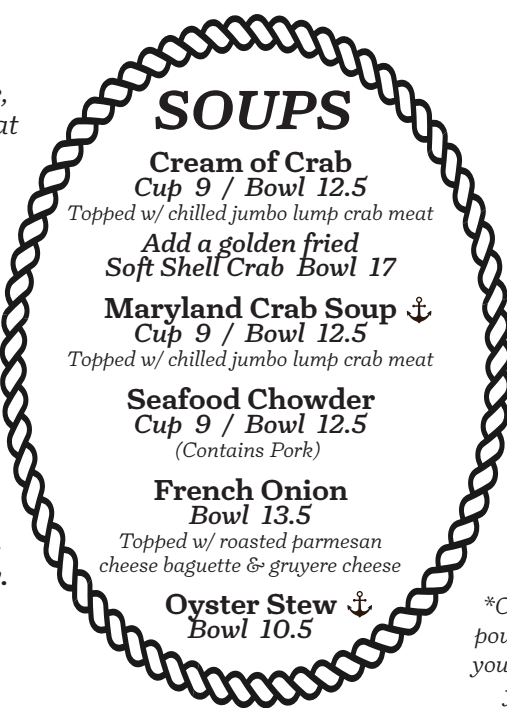 SOUPS
Cream of Crab
Cup 9 / Bowl 12.5
Topped w/ chilled jumbo lump crab meat
Add a golden fried
Soft Shell Crab Bowl 17
Maryland Crab Soup
Cup 9 / Bowl 12.5
Topped w/ chilled jumbo lump crab meat
Seafood Chowder
Cup 9 / Bowl 12.5
(Contains Pork)
French Onion
Bowl 13.5
Topped w/ roasted parmesan
cheese baguette & gruyere cheese
Oyster Stew
Bowl 10.5